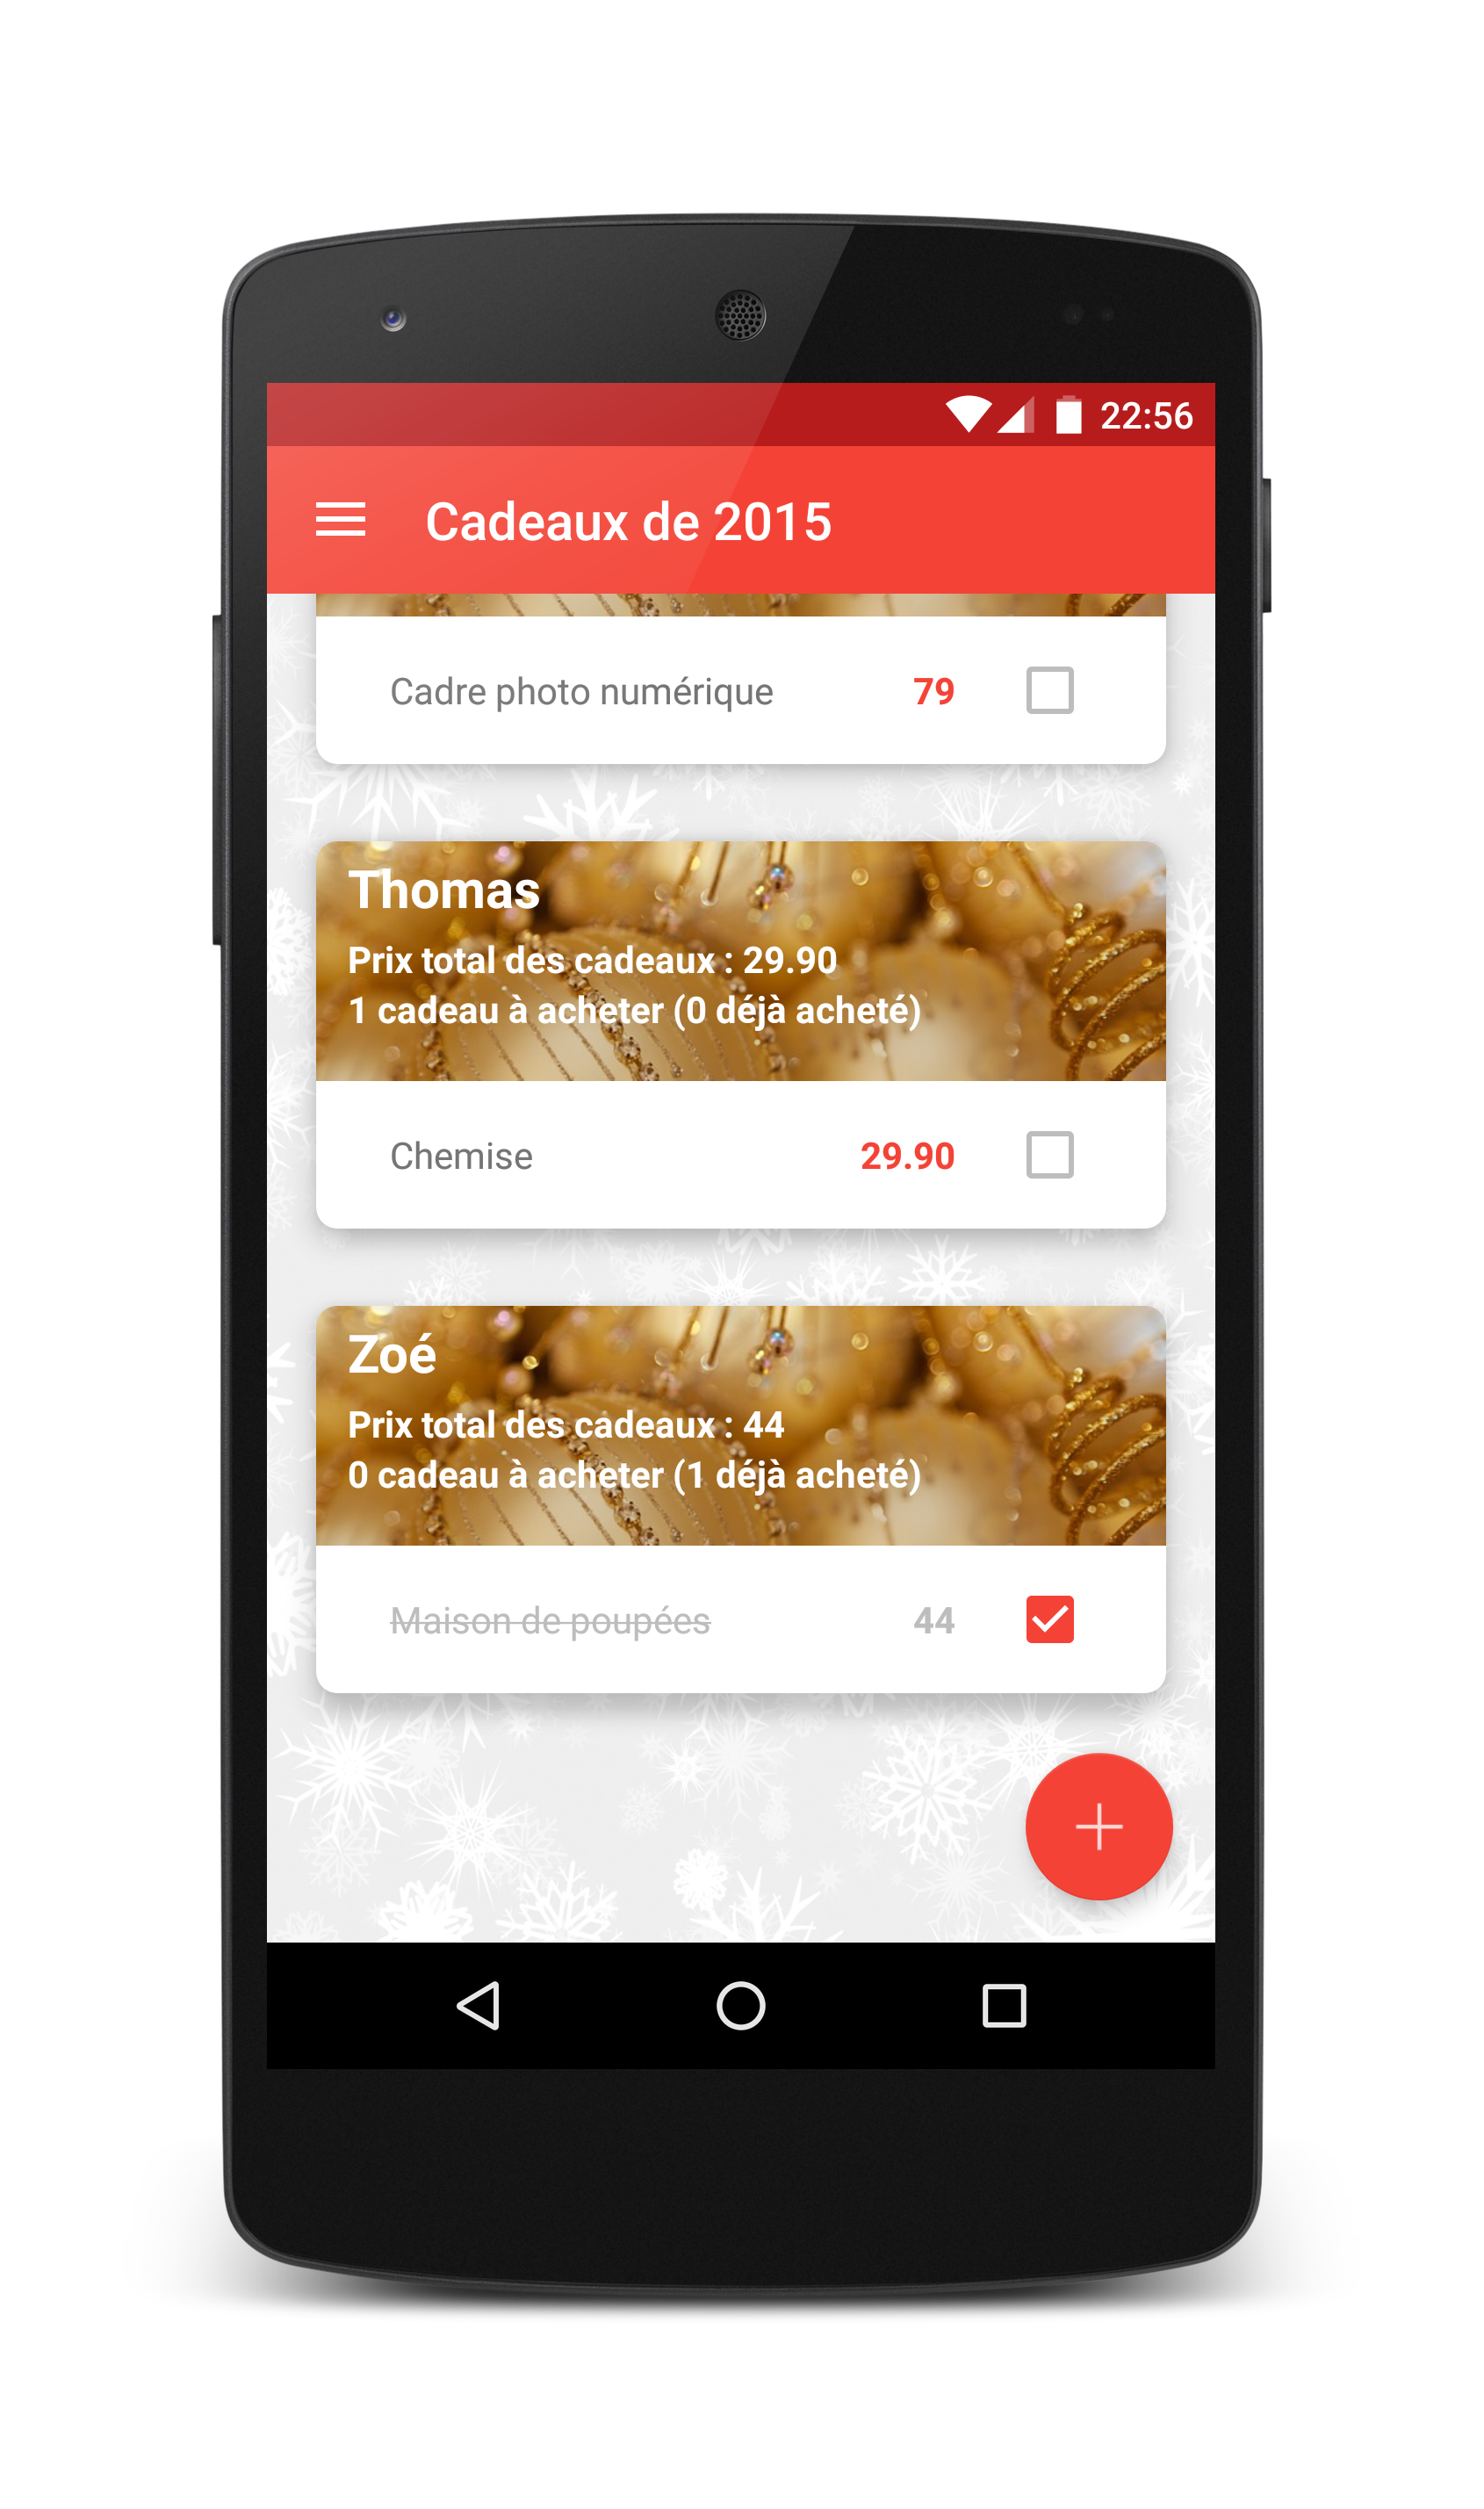 22:56
Cadeaux de 2015
Cadre photo numérique 79
Thomas
Prix total des cadeaux : 29.90
1 cadeau à acheter (0 déjà acheté)
Chemise 29.90
Zoé
Prix total des cadeaux : 44
0 cadeau à acheter (1 déjà acheté)
Maison de poupées 44